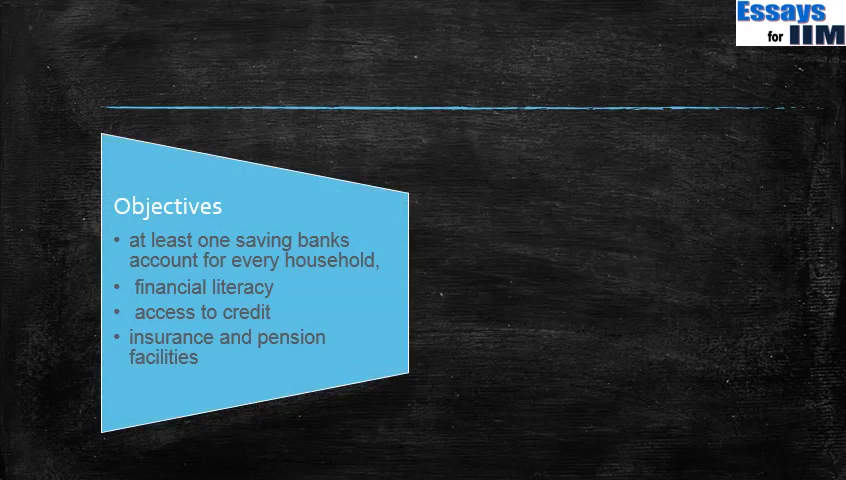 Essays
for IIM
Objectives
• at least one saving banks
account for every household,
• financial literacy
• access to credit
• insurance and pension
facilities